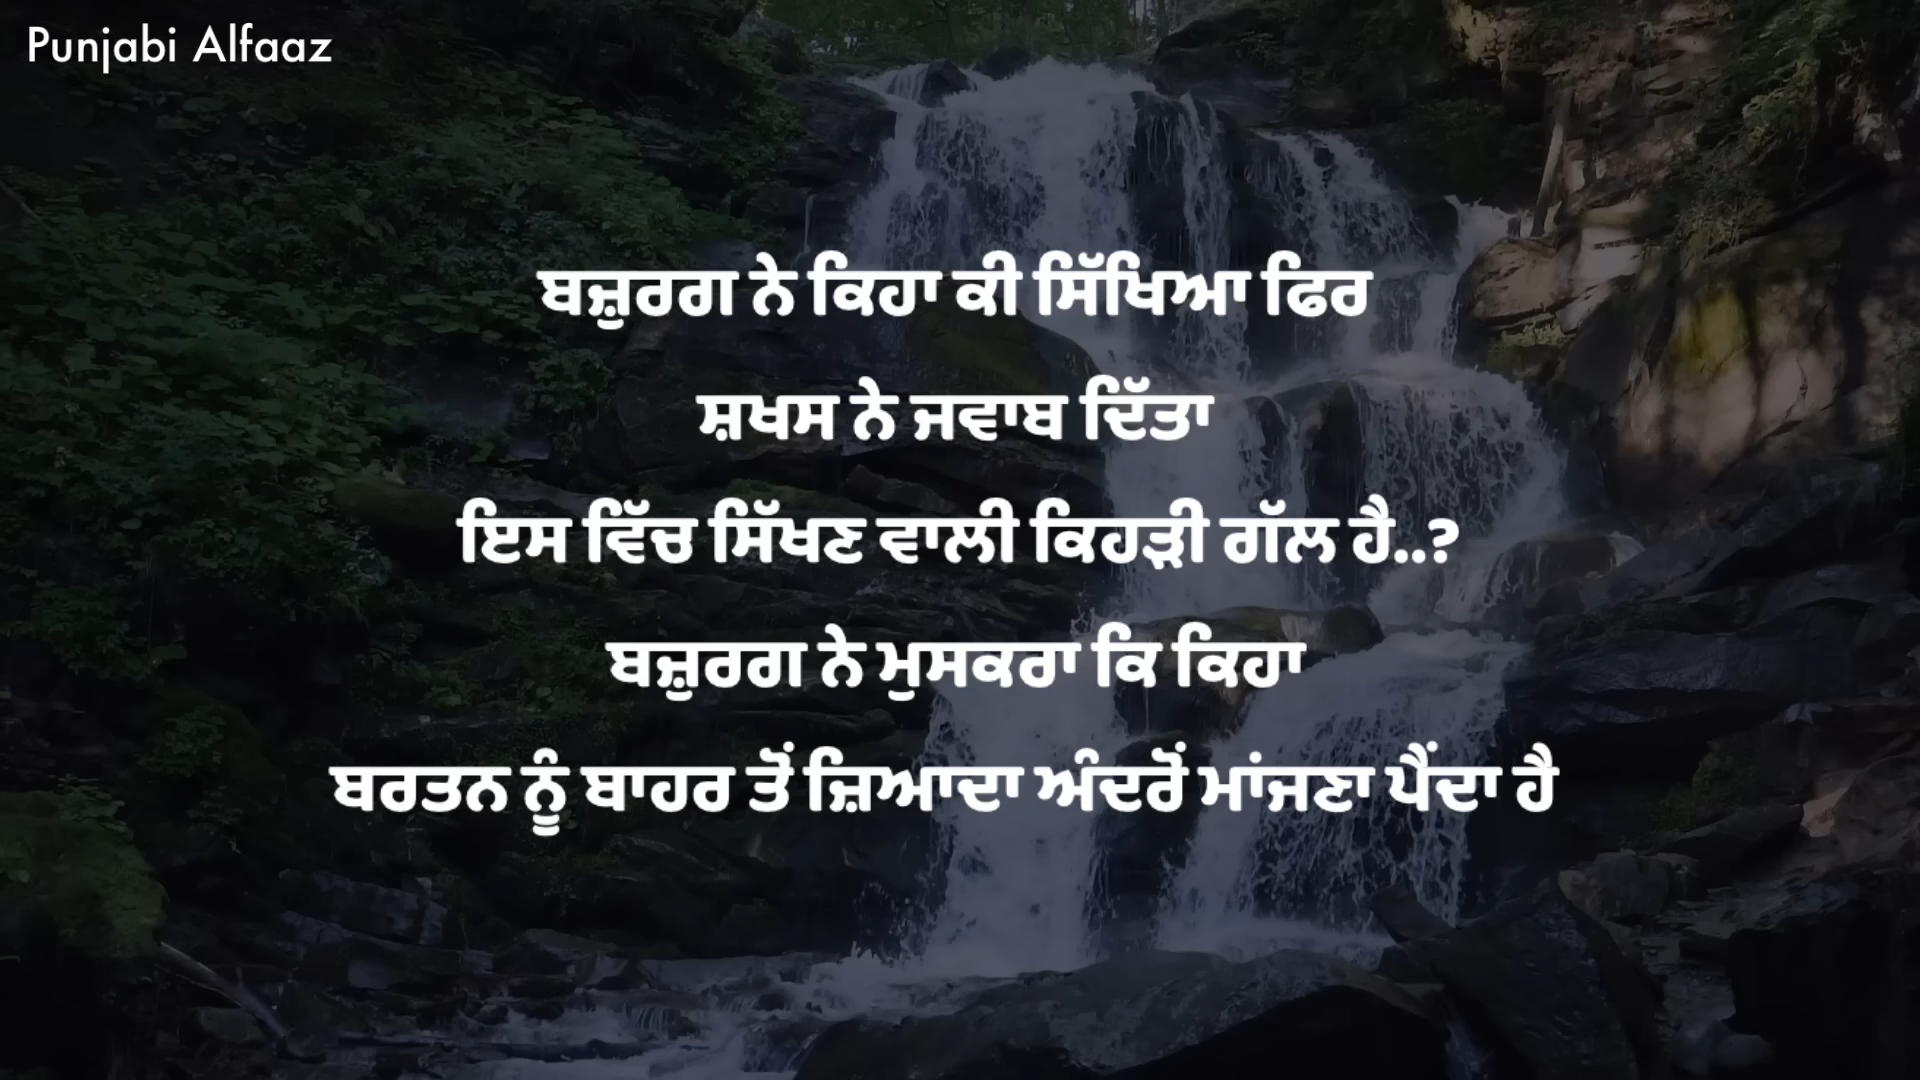 Punjabi Alfaaz
ਬਜ਼ੁਰਗ ਨੇ ਕਿਹਾ ਕੀ ਸਿੱਖਿਆ ਫਿਰ
ਸ਼ਖਸ ਨੇ ਜਵਾਬ ਦਿੱਤਾ
ਇਸ ਵਿੱਚ ਸਿੱਖਣ ਵਾਲੀ ਕਿਹੜੀ ਗੱਲ ਹੈ..?
ਬਜ਼ੁਰਗ ਨੇ ਮੁਸਕਰਾ ਕਿ ਕਿਹਾ
ਬਰਤਨ ਨੂੰ ਬਾਹਰ ਤੋਂ ਜ਼ਿਆਦਾ ਅੰਦਰੋਂ ਮਾਂਜਣਾ ਪੈਂਦਾ ਹੈ